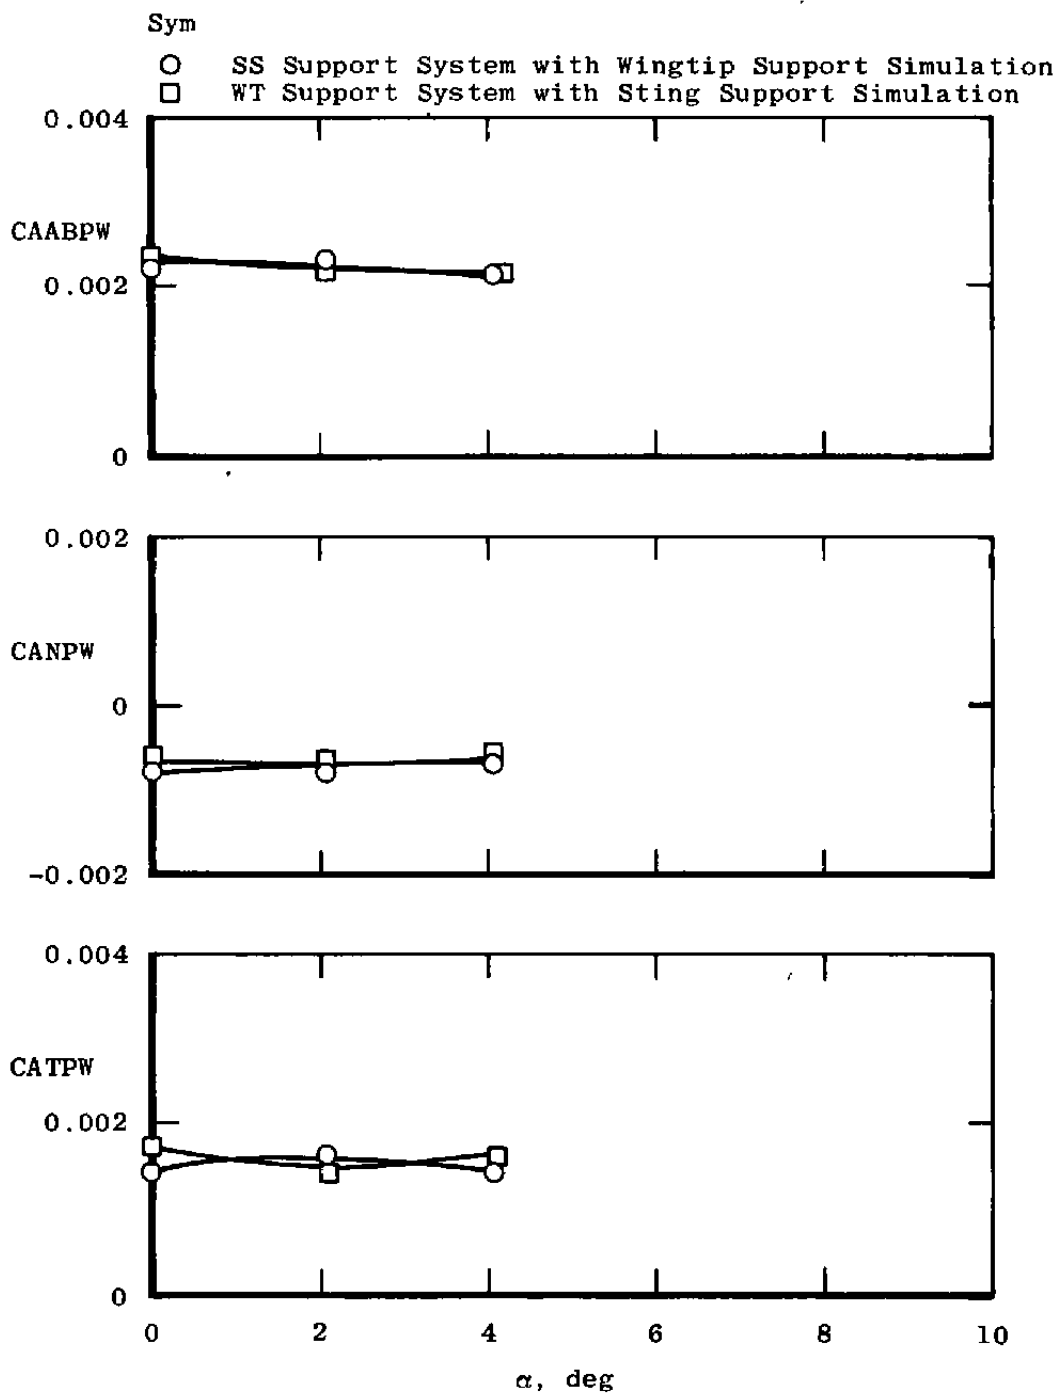 Sym
SS Support System with Wingtip Support Simulation
WT Support System with Sting Support Simulation
0.004
CAABPW
0.002
0
0.002
CANPW
0
-0.002
0.004
CATPW
0.002
0
0 2 4 6 8 10
α, deg